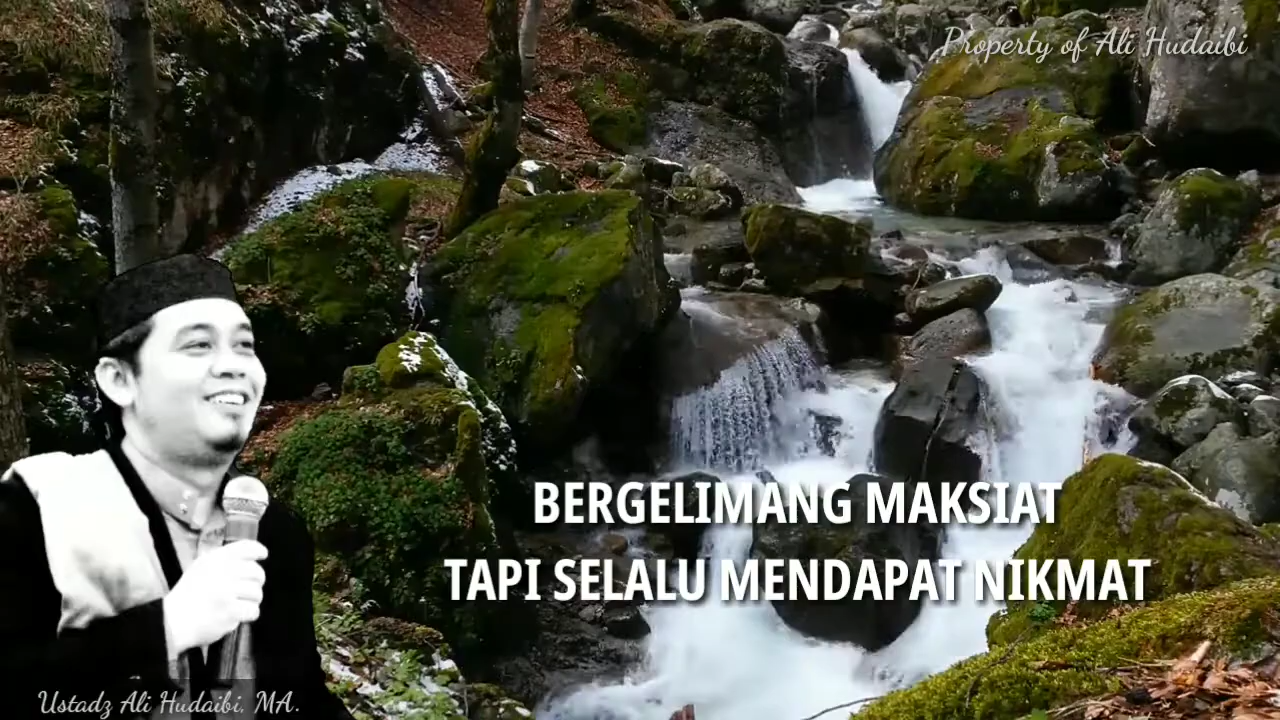 Property of Ali Hudaibi
BERGELIMANG MAKSIAT
TAPI SELALU MENDAPAT NIKMAT
Ustadz Ali Hudaibi, MA.